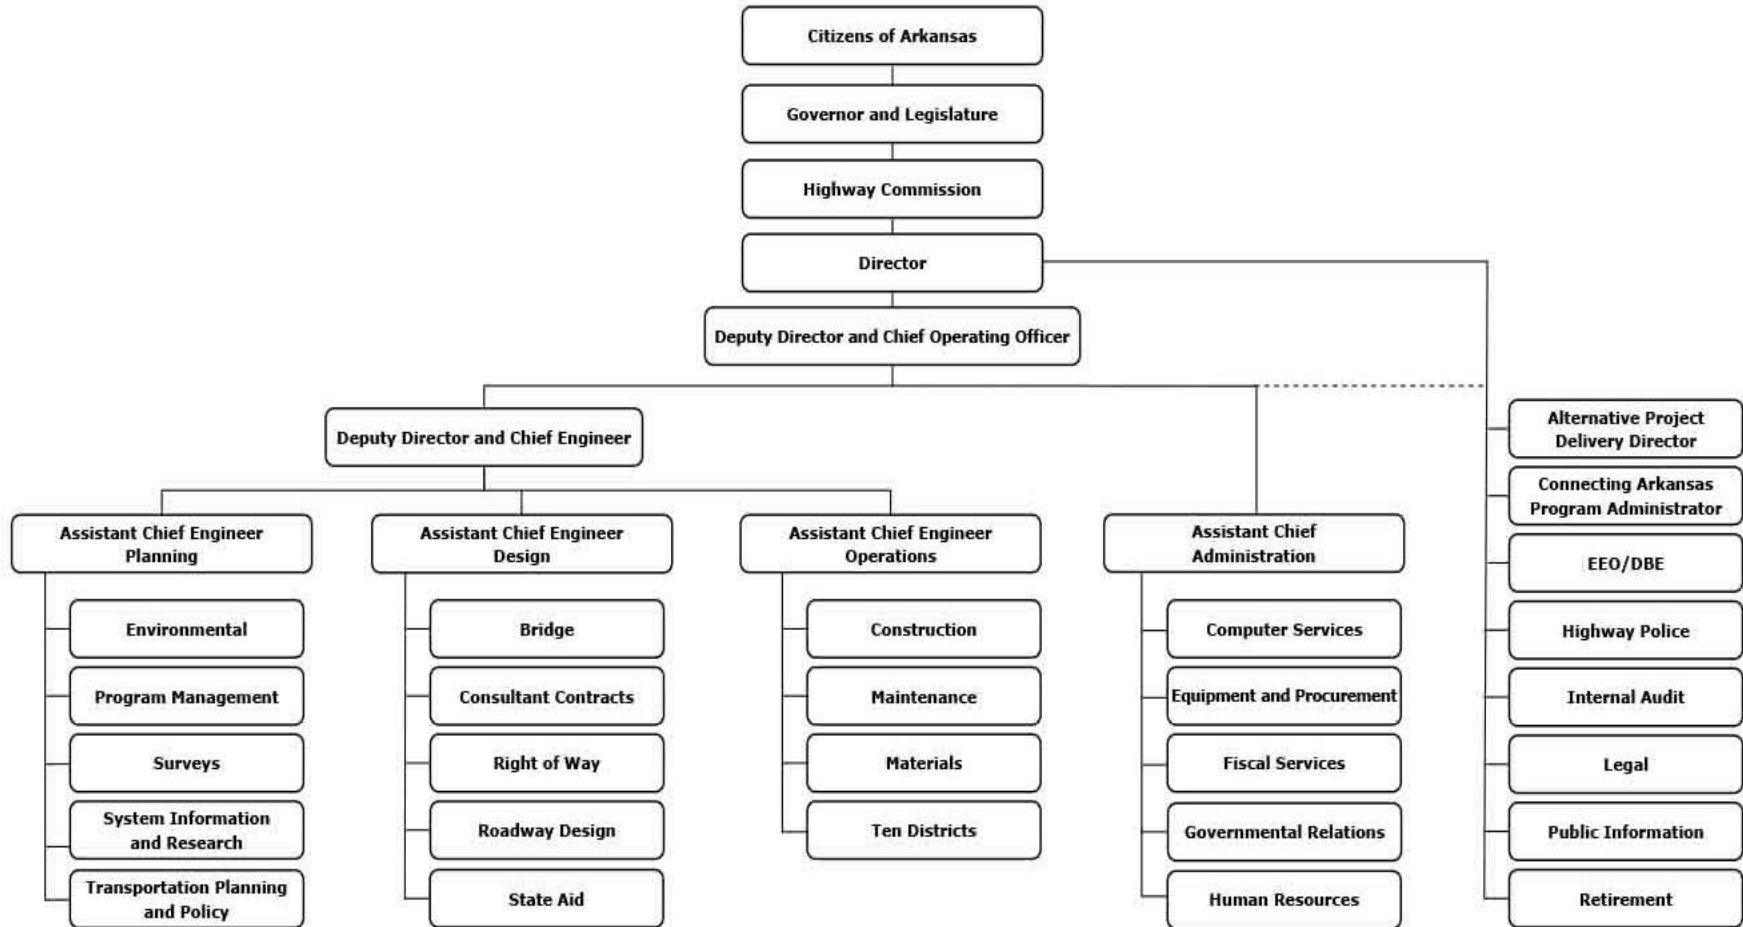 Citizens of Arkansas
Governor and Legislature
Highway Commission
Director
Deputy Director and Chief Operating Officer
Deputy Director and Chief Engineer
Assistant Chief Engineer
Planning
Environmental
Program Management
Surveys
System Information
and Research
Transportation Planning
and Policy
Assistant Chief Engineer
Design
Bridge
Consultant Contracts
Right of Way
Roadway Design
State Aid
Assistant Chief Engineer
Operations
Construction
Maintenance
Materials
Ten Districts
Assistant Chief
Administration
Computer Services
Equipment and Procurement
Fiscal Services
Governmental Relations
Human Resources
Alternative Project
Delivery Director
Connecting Arkansas
Program Administrator
EEO/DBE
Highway Police
Internal Audit
Legal
Public Information
Retirement